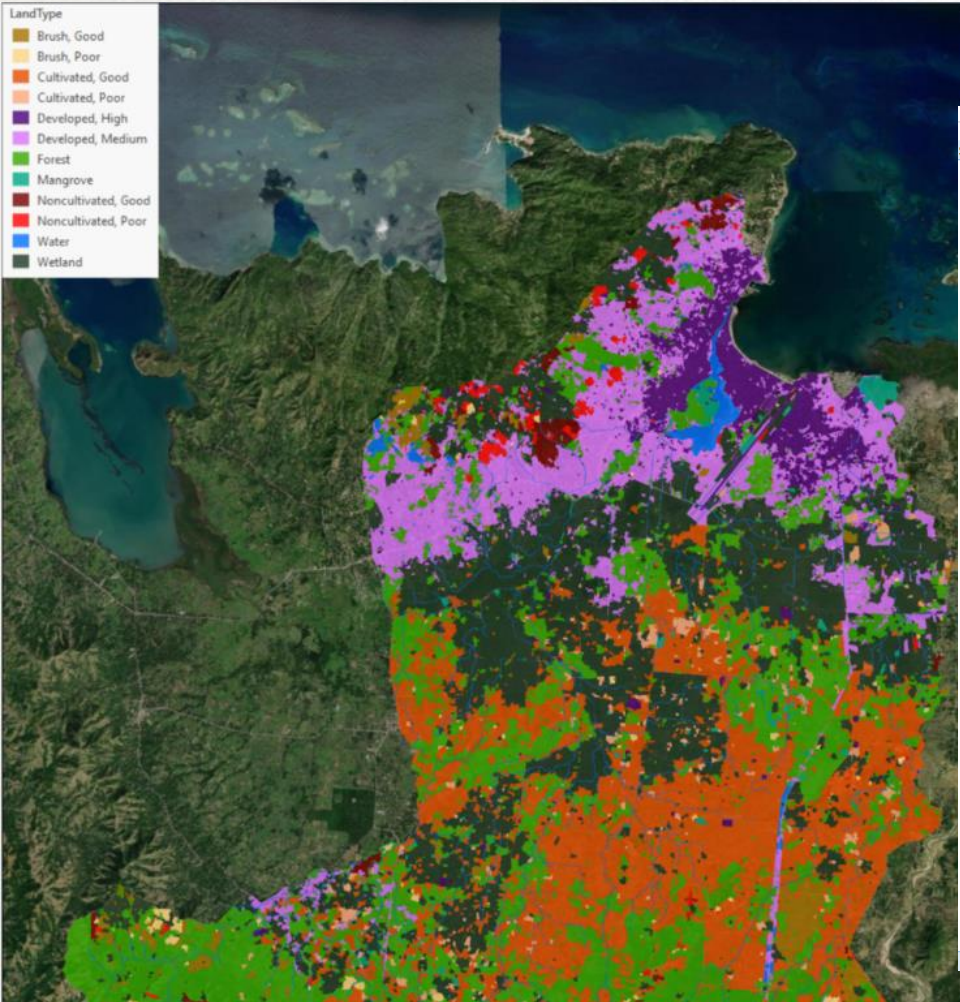 LandType
Brush, Good
Brush, Poor
Cultivated, Good
Cultivated, Poor
Developed, High
Developed, Medium
Forest
Mangrove
Noncultivated, Good
Noncultivated, Poor
Water
Wetland